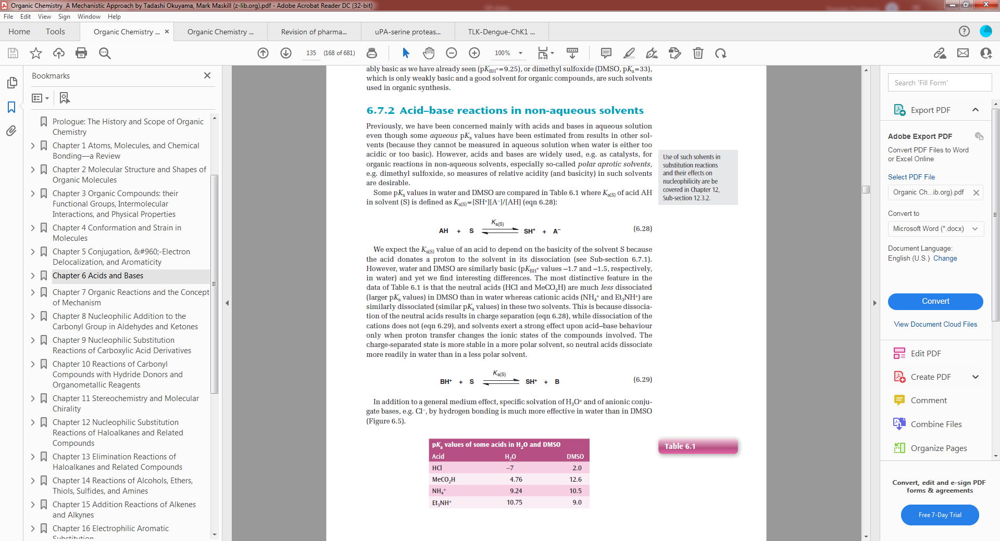 Organic Chemistry  A Mechanistic Approach by Tadashi Okuyama, Mark Maskill (z-lib.org).pdf - Adobe Acrobat Reader DC (32-bit)
File Edit View Sign Window Help
Home Tools Organic Chemistry ... × Organic Chemistry ... Revision of pharma... uPA-serine proteas... TLK-Dengue-ChK1 ...
135 (168 of 681) 100%
Bookmarks
Prologue: The History and Scope of Organic
Chemistry
Chapter 1 Atoms, Molecules, and Chemical
Bonding—a Review
Chapter 2 Molecular Structure and Shapes of
Organic Molecules
Chapter 3 Organic Compounds: their
Functional Groups, Intermolecular
Interactions, and Physical Properties
Chapter 4 Conformation and Strain in
Molecules
Chapter 5 Conjugation, &#960;-Electron
Delocalization, and Aromaticity
Chapter 6 Acids and Bases
Chapter 7 Organic Reactions and the Concept
of Mechanism
Chapter 8 Nucleophilic Addition to the
Carbonyl Group in Aldehydes and Ketones
Chapter 9 Nucleophilic Substitution
Reactions of Carboxylic Acid Derivatives
Chapter 10 Reactions of Carbonyl
Compounds with Hydride Donors and
Organometallic Reagents
Chapter 11 Stereochemistry and Molecular
Chirality
Chapter 12 Nucleophilic Substitution
Reactions of Haloalkanes and Related
Compounds
Chapter 13 Elimination Reactions of
Haloalkanes and Related Compounds
Chapter 14 Reactions of Alcohols, Ethers,
Thiols, Sulfides, and Amines
Chapter 15 Addition Reactions of Alkenes
and Alkynes
Chapter 16 Electrophilic Aromatic
Substitution
ably basic as we have already seen (pKBH⁺=9.25), or dimethyl sulfoxide (DMSO, pKa=33),
which is only weakly basic and a good solvent for organic compounds, are such solvents
used in organic synthesis.
6.7.2 Acid–base reactions in non-aqueous solvents
Previously, we have been concerned mainly with acids and bases in aqueous solution
even though some aqueous pKa values have been estimated from results in other sol-
vents (because they cannot be measured in aqueous solution when water is either too
acidic or too basic). However, acids and bases are widely used, e.g. as catalysts, for
organic reactions in non-aqueous solvents, especially so-called polar aprotic solvents,
e.g. dimethyl sulfoxide, so measures of relative acidity (and basicity) in such solvents
are desirable.
Some pKa values in water and DMSO are compared in Table 6.1 where Ka(S) of acid AH
in solvent (S) is defined as Ka(S)=[SH⁺][A⁻]/[AH] (eqn 6.28):
Use of such solvents in
substitution reactions
and their effects on
nucleophilicity are be
covered in Chapter 12,
Sub-section 12.3.2.
Ka(S)
AH + S ⇌ SH⁺ + A⁻ (6.28)
We expect the Ka(S) value of an acid to depend on the basicity of the solvent S because
the acid donates a proton to the solvent in its dissociation (see Sub-section 6.7.1).
However, water and DMSO are similarly basic (pKBH⁺ values –1.7 and –1.5, respectively,
in water) and yet we find interesting differences. The most distinctive feature in the
data of Table 6.1 is that the neutral acids (HCl and MeCO₂H) are much less dissociated
(larger pKa values) in DMSO than in water whereas cationic acids (NH₄⁺ and Et₃NH⁺) are
similarly dissociated (similar pKa values) in these two solvents. This is because dissocia-
tion of the neutral acids results in charge separation (eqn 6.28), while dissociation of the
cations does not (eqn 6.29), and solvents exert a strong effect upon acid–base behaviour
only when proton transfer changes the ionic states of the compounds involved. The
charge-separated state is more stable in a more polar solvent, so neutral acids dissociate
more readily in water than in a less polar solvent.
Ka(S)
BH⁺ + S ⇌ SH⁺ + B (6.29)
In addition to a general medium effect, specific solvation of H₃O⁺ and of anionic conju-
gate bases, e.g. Cl⁻, by hydrogen bonding is much more effective in water than in DMSO
(Figure 6.5).
Table 6.1
pKa values of some acids in H₂O and DMSO
Acid H₂O DMSO
HCl –7 2.0
MeCO₂H 4.76 12.6
NH₄⁺ 9.24 10.5
Et₃NH⁺ 10.75 9.0
Search 'Fill Form'
Export PDF
Adobe Export PDF
Convert PDF Files to Word
or Excel Online
Select PDF File
Organic Ch...ib.org).pdf
Convert to
Microsoft Word (*.docx)
Document Language:
English (U.S.) Change
Convert
View Document Cloud Files
Edit PDF
Create PDF
Comment
Combine Files
Organize Pages
Convert, edit and e-sign PDF
forms & agreements
Free 7-Day Trial